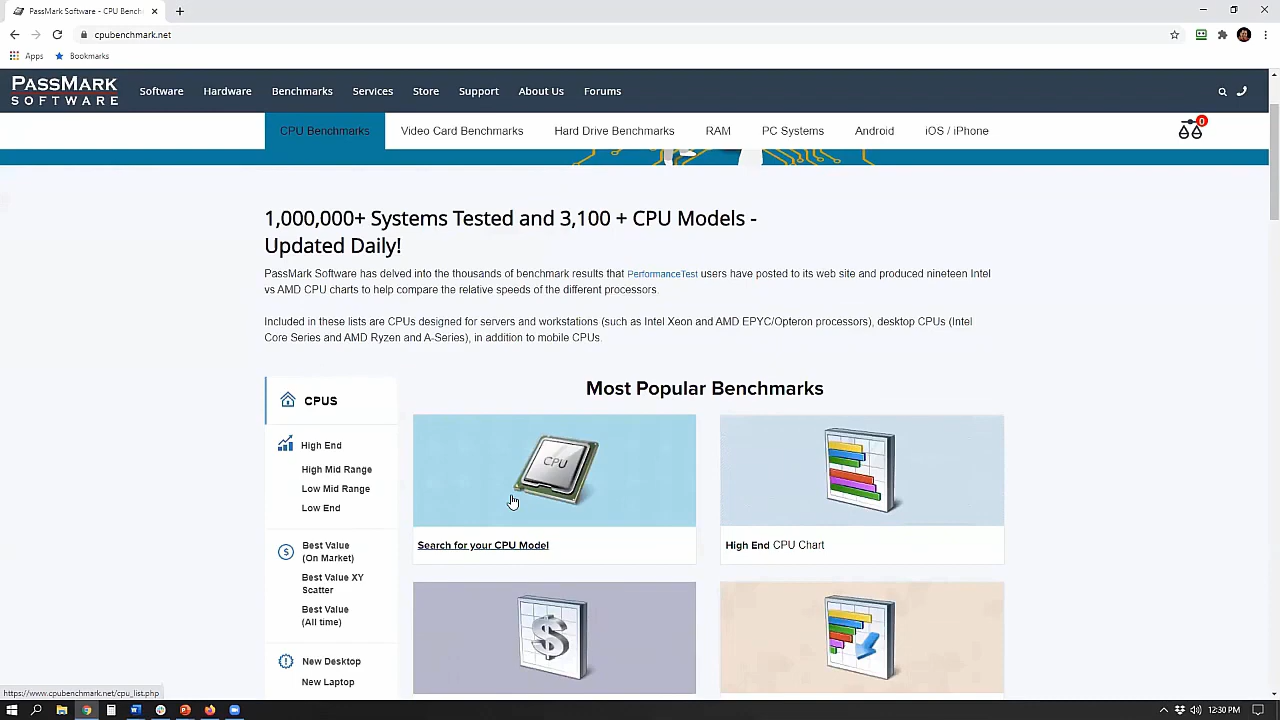 PassMark Software - CPU Bench
cpubenchmark.net
Apps
Bookmarks
PASSMARK
SOFTWARE
Software
Hardware
Benchmarks
Services
Store
Support
About Us
Forums
CPU Benchmarks
Video Card Benchmarks
Hard Drive Benchmarks
RAM
PC Systems
Android
iOS / iPhone
0
1,000,000+ Systems Tested and 3,100 + CPU Models -
Updated Daily!
PassMark Software has delved into the thousands of benchmark results that PerformanceTest users have posted to its web site and produced nineteen Intel
vs AMD CPU charts to help compare the relative speeds of the different processors.
Included in these lists are CPUs designed for servers and workstations (such as Intel Xeon and AMD EPYC/Opteron processors), desktop CPUs (Intel
Core Series and AMD Ryzen and A-Series), in addition to mobile CPUs.
CPUS
High End
High Mid Range
Low Mid Range
Low End
Best Value
(On Market)
Best Value XY
Scatter
Best Value
(All time)
New Desktop
New Laptop
Most Popular Benchmarks
CPU
Search for your CPU Model
High End CPU Chart
$
https://www.cpubenchmark.net/cpu_list.php
12:30 PM